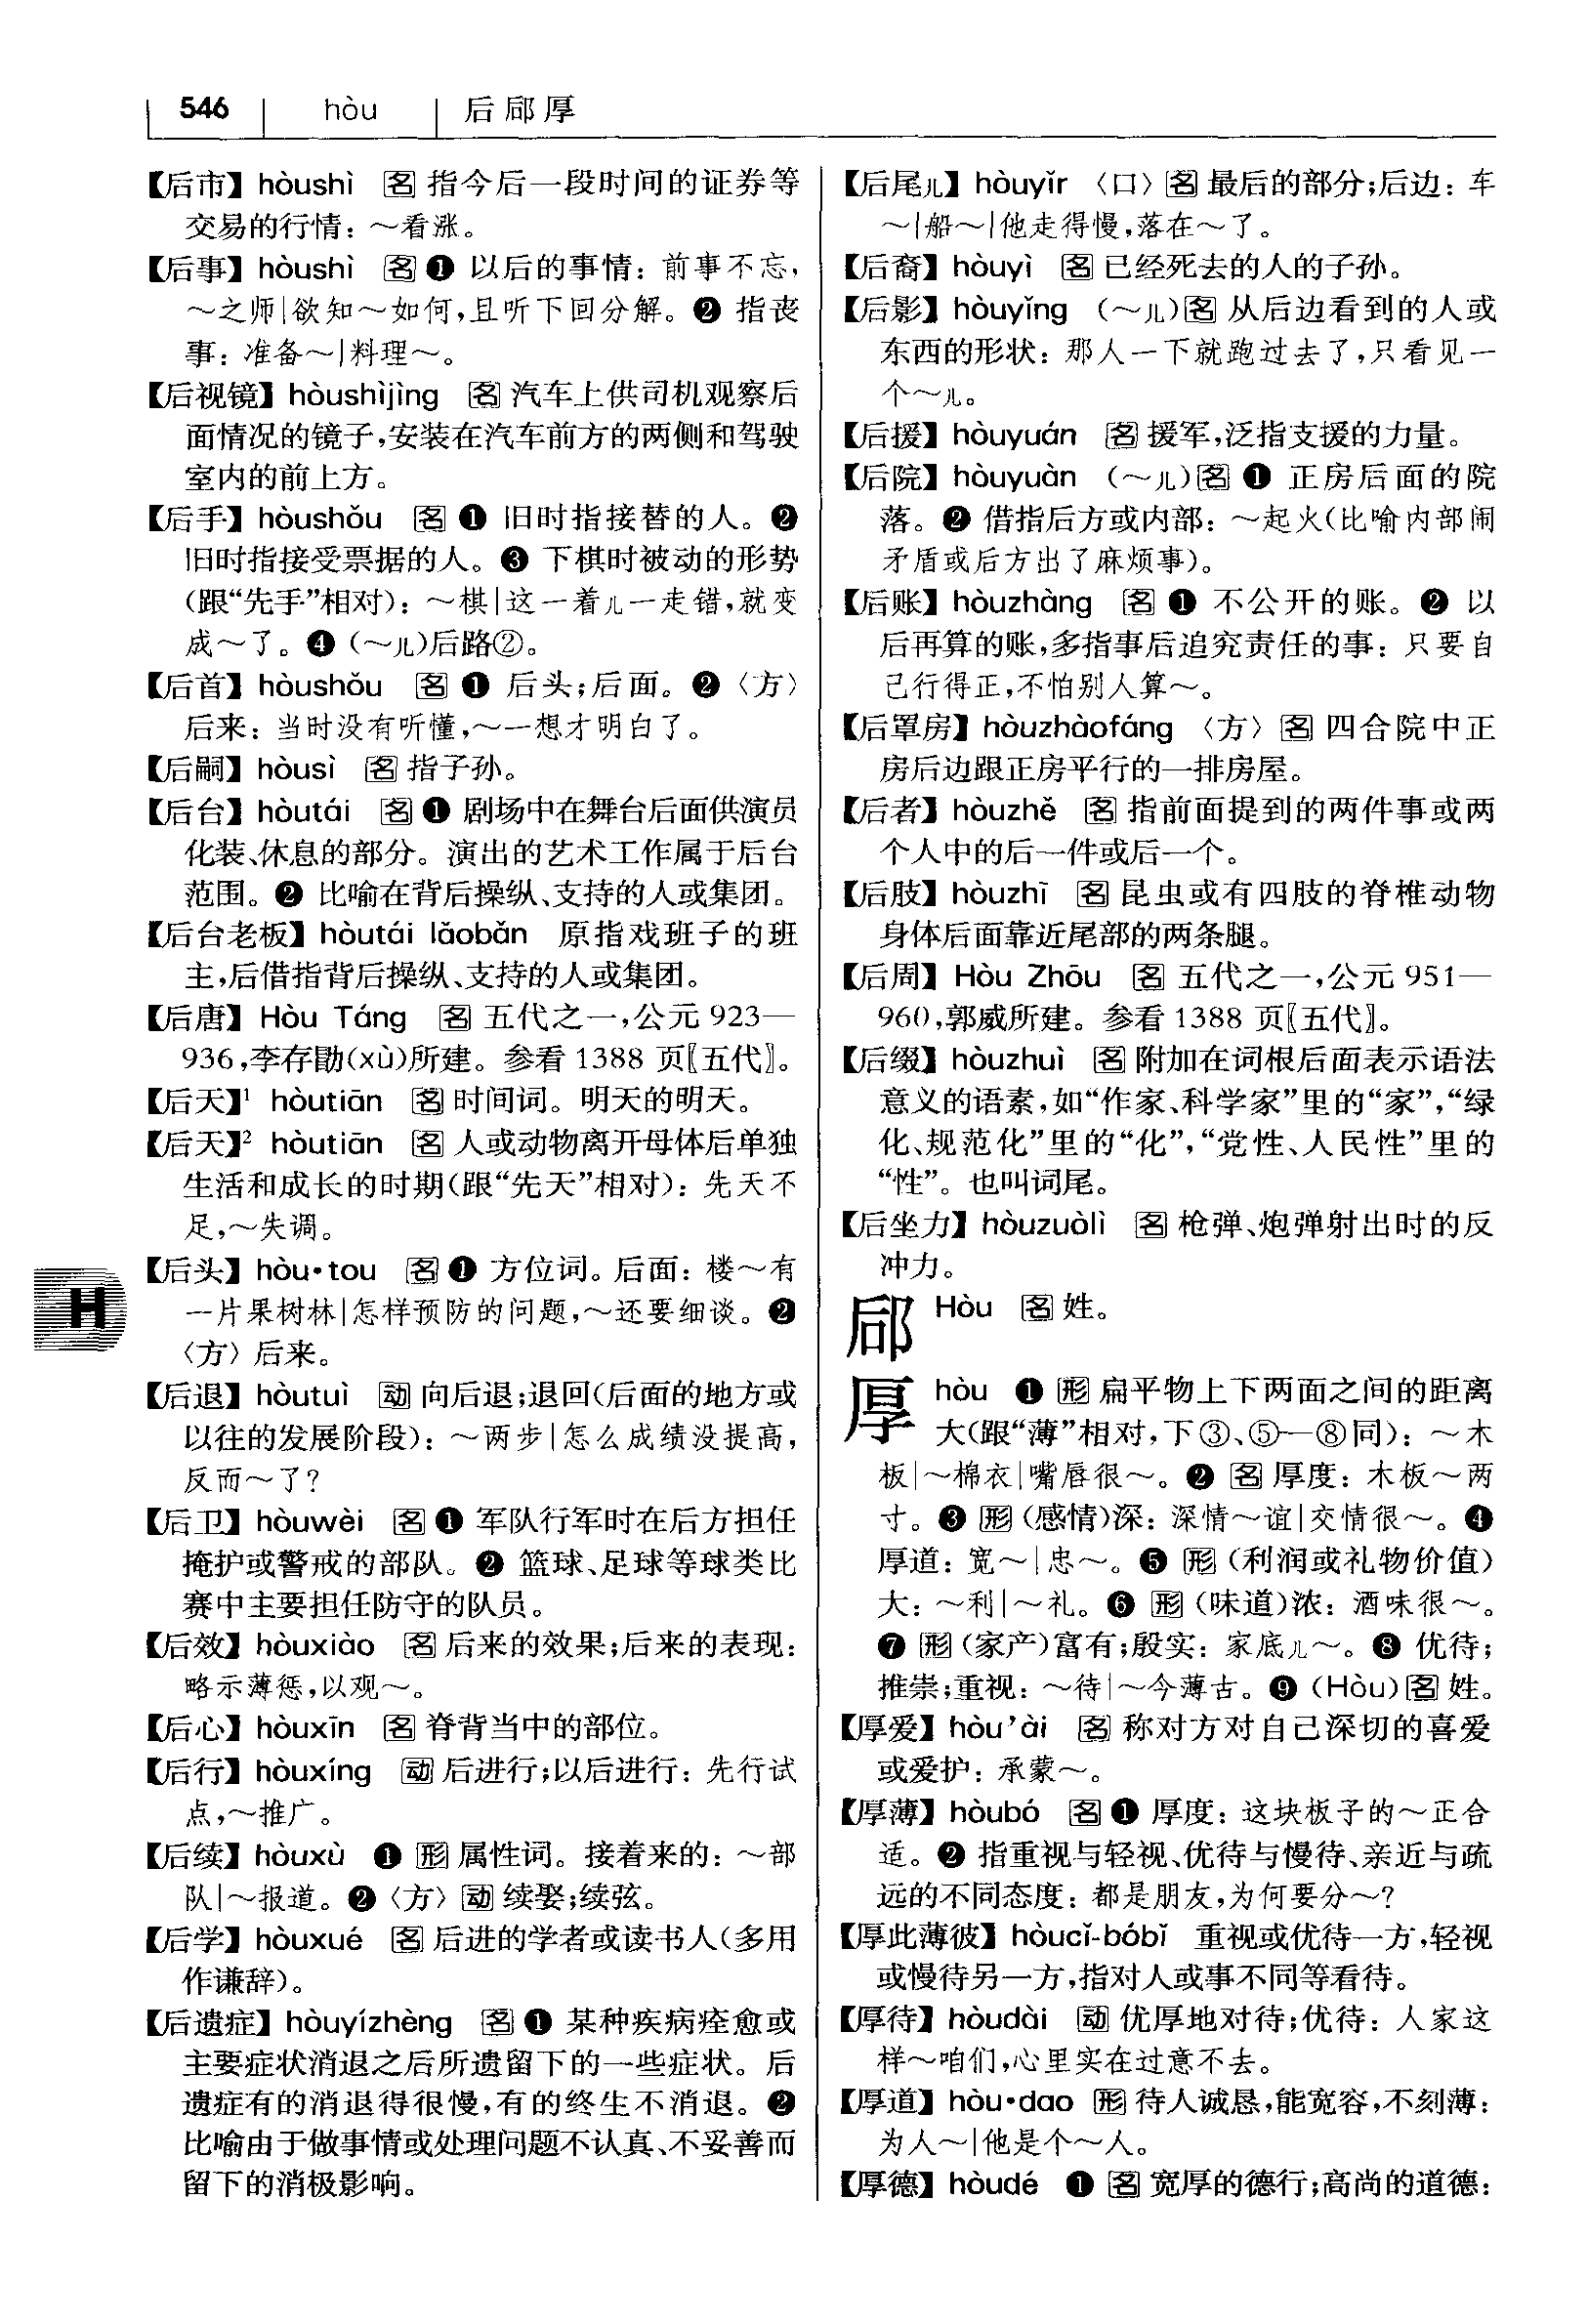 546 hòu 后郈厚
【后市】hòushì 名 指今后一段时间的证券等
交易的行情：～看涨。
【后事】hòushì 名 ❶ 以后的事情：前事不忘，
～之师|欲知～如何，且听下回分解。❷ 指丧
事：准备～|料理～。
【后视镜】hòushìjìng 名 汽车上供司机观察后
面情况的镜子，安装在汽车前方的两侧和驾驶
室内的前上方。
【后手】hòushǒu 名 ❶ 旧时指接替的人。❷
旧时指接受票据的人。❸ 下棋时被动的形势
（跟“先手”相对）：～棋|这一着儿一走错，就变
成～了。❹（～儿）后路②。
【后首】hòushǒu 名 ❶ 后头；后面。❷〈方〉
后来：当时没有听懂，～一想才明白了。
【后嗣】hòusì 名 指子孙。
【后台】hòutái 名 ❶ 剧场中在舞台后面供演员
化装、休息的部分。演出的艺术工作属于后台
范围。❷ 比喻在背后操纵、支持的人或集团。
【后台老板】hòutái lǎobǎn 原指戏班子的班
主，后借指背后操纵、支持的人或集团。
【后唐】Hòu Táng 名 五代之一，公元 923—
936，李存勖(xù)所建。参看 1388 页〖五代〗。
【后天】¹ hòutiān 名 时间词。明天的明天。
【后天】² hòutiān 名 人或动物离开母体后单独
生活和成长的时期（跟“先天”相对）：先天不
足，～失调。
【后头】hòu•tou 名 ❶ 方位词。后面：楼～有
一片果树林|怎样预防的问题，～还要细谈。❷
〈方〉后来。
【后退】hòutuì 动 向后退；退回（后面的地方或
以往的发展阶段）：～两步|怎么成绩没提高，
反而～了？
【后卫】hòuwèi 名 ❶ 军队行军时在后方担任
掩护或警戒的部队。❷ 篮球、足球等球类比
赛中主要担任防守的队员。
【后效】hòuxiào 名 后来的效果；后来的表现：
略示薄惩，以观～。
【后心】hòuxīn 名 脊背当中的部位。
【后行】hòuxíng 动 后进行；以后进行：先行试
点，～推广。
【后续】hòuxù ❶ 形 属性词。接着来的：～部
队|～报道。❷〈方〉动 续娶；续弦。
【后学】hòuxué 名 后进的学者或读书人（多用
作谦辞）。
【后遗症】hòuyízhèng 名 ❶ 某种疾病痊愈或
主要症状消退之后所遗留下的一些症状。后
遗症有的消退得很慢，有的终生不消退。❷
比喻由于做事情或处理问题不认真、不妥善而
留下的消极影响。
H
【后尾儿】hòuyǐr〈口〉名 最后的部分；后边：车
～|船～|他走得慢，落在～了。
【后裔】hòuyì 名 已经死去的人的子孙。
【后影】hòuyǐng（～儿）名 从后边看到的人或
东西的形状：那人一下就跑过去了，只看见一
个～儿。
【后援】hòuyuán 名 援军，泛指支援的力量。
【后院】hòuyuàn（～儿）名 ❶ 正房后面的院
落。❷ 借指后方或内部：～起火（比喻内部闹
矛盾或后方出了麻烦事）。
【后账】hòuzhàng 名 ❶ 不公开的账。❷ 以
后再算的账，多指事后追究责任的事：只要自
己行得正，不怕别人算～。
【后罩房】hòuzhàofáng〈方〉名 四合院中正
房后边跟正房平行的一排房屋。
【后者】hòuzhě 名 指前面提到的两件事或两
个人中的后一件或后一个。
【后肢】hòuzhī 名 昆虫或有四肢的脊椎动物
身体后面靠近尾部的两条腿。
【后周】Hòu Zhōu 名 五代之一，公元 951—
960，郭威所建。参看 1388 页〖五代〗。
【后缀】hòuzhuì 名 附加在词根后面表示语法
意义的语素，如“作家、科学家”里的“家”，“绿
化、规范化”里的“化”，“党性、人民性”里的
“性”。也叫词尾。
【后坐力】hòuzuòlì 名 枪弹、炮弹射出时的反
冲力。
郈 Hòu 名 姓。
厚 hòu ❶ 形 扁平物上下两面之间的距离
大（跟“薄”相对，下③、⑤—⑧同）：～木
板|～棉衣|嘴唇很～。❷ 名 厚度：木板～两
寸。❸ 形（感情）深：深情～谊|交情很～。❹
厚道：宽～|忠～。❺ 形（利润或礼物价值）
大：～利|～礼。❻ 形（味道）浓：酒味很～。
❼ 形（家产）富有；殷实：家底儿～。❽ 优待；
推崇；重视：～待|～今薄古。❾（Hòu）名 姓。
【厚爱】hòu’ài 名 称对方对自己深切的喜爱
或爱护：承蒙～。
【厚薄】hòubó 名 ❶ 厚度：这块板子的～正合
适。❷ 指重视与轻视、优待与慢待、亲近与疏
远的不同态度：都是朋友，为何要分～？
【厚此薄彼】hòucǐ-bóbǐ 重视或优待一方，轻视
或慢待另一方，指对人或事不同等看待。
【厚待】hòudài 动 优厚地对待；优待：人家这
样～咱们，心里实在过意不去。
【厚道】hòu•dao 形 待人诚恳，能宽容，不刻薄：
为人～|他是个～人。
【厚德】hòudé ❶ 名 宽厚的德行；高尚的道德：